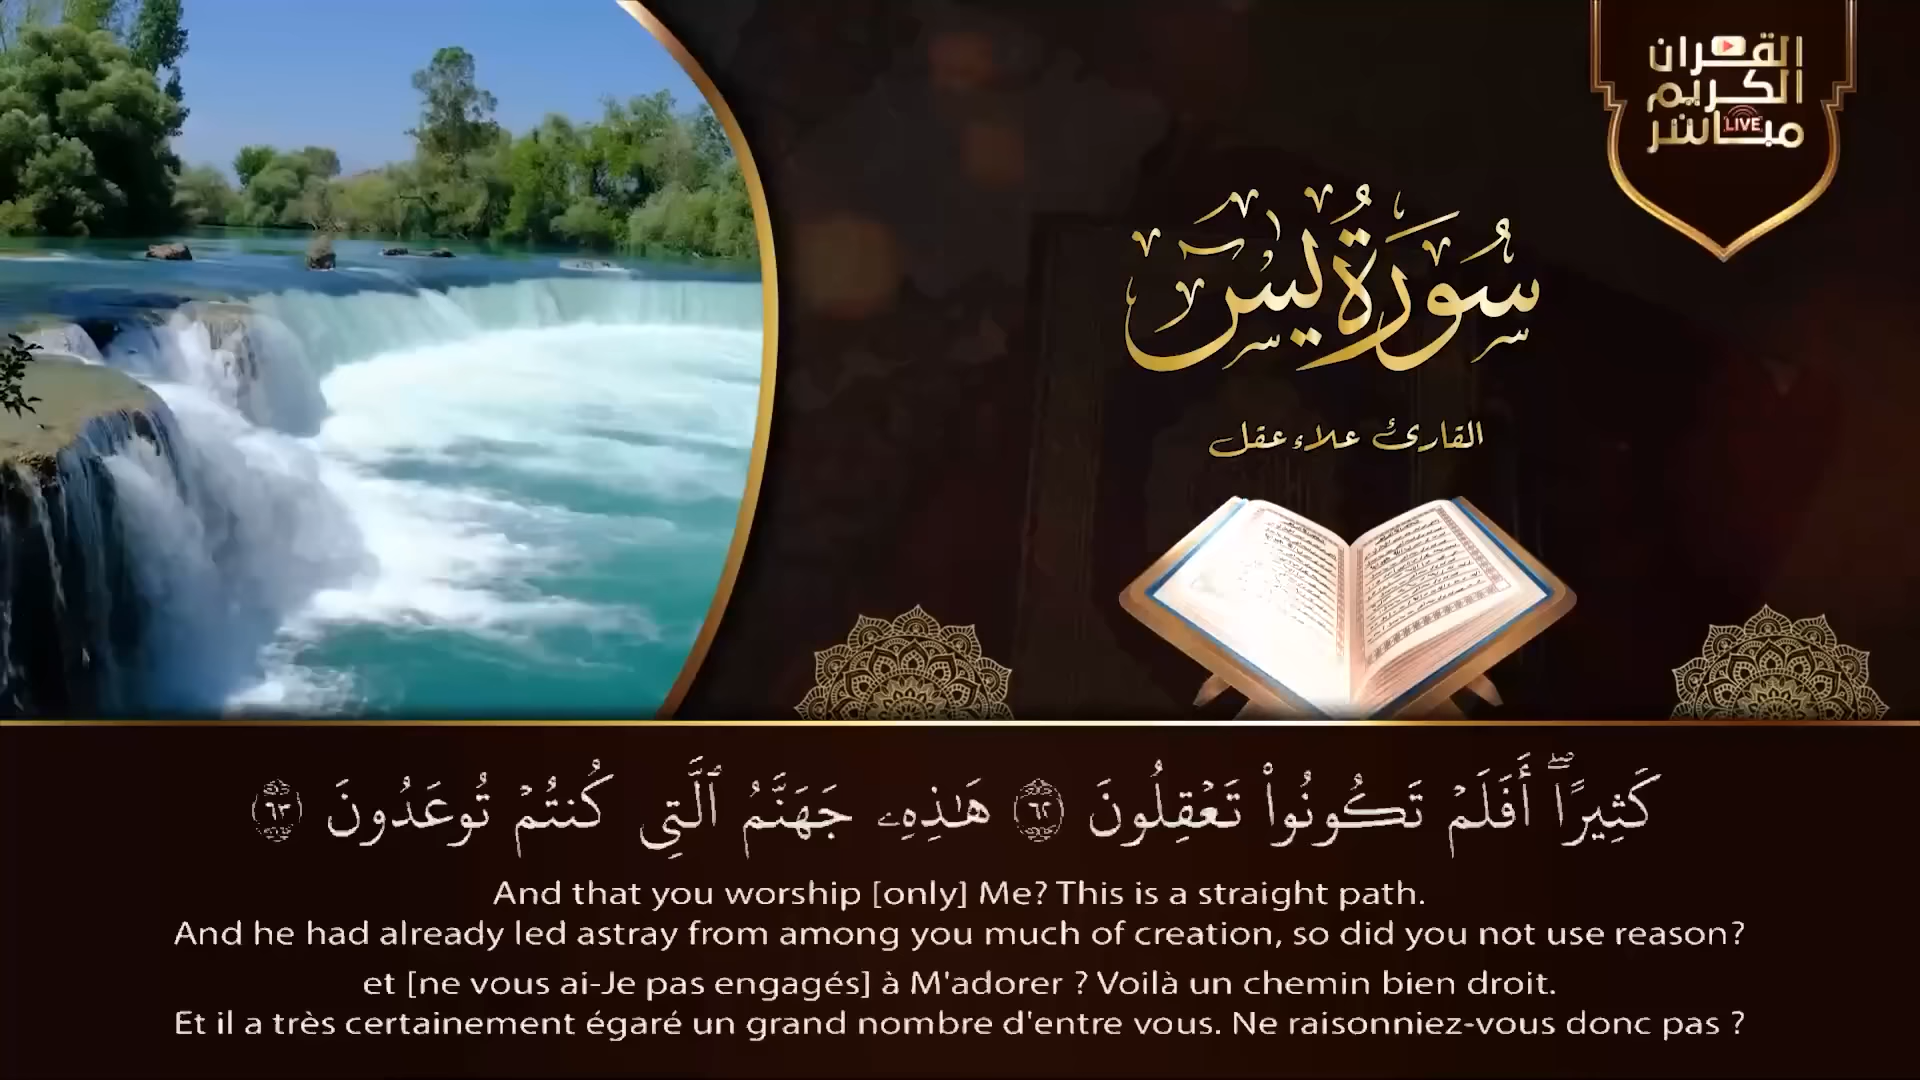 القرآن
الكريم
مباشر
LIVE
سُورَةُ يس
القارئ علاء عقل
كَثِيرًاۖ أَفَلَمْ تَكُونُوا۟ تَعْقِلُونَ ٦٢ هَـٰذِهِۦ جَهَنَّمُ ٱلَّتِى كُنتُمْ تُوعَدُونَ ٦٣
And that you worship [only] Me? This is a straight path.
And he had already led astray from among you much of creation, so did you not use reason?
et [ne vous ai-Je pas engagés] à M'adorer ? Voilà un chemin bien droit.
Et il a très certainement égaré un grand nombre d'entre vous. Ne raisonniez-vous donc pas ?